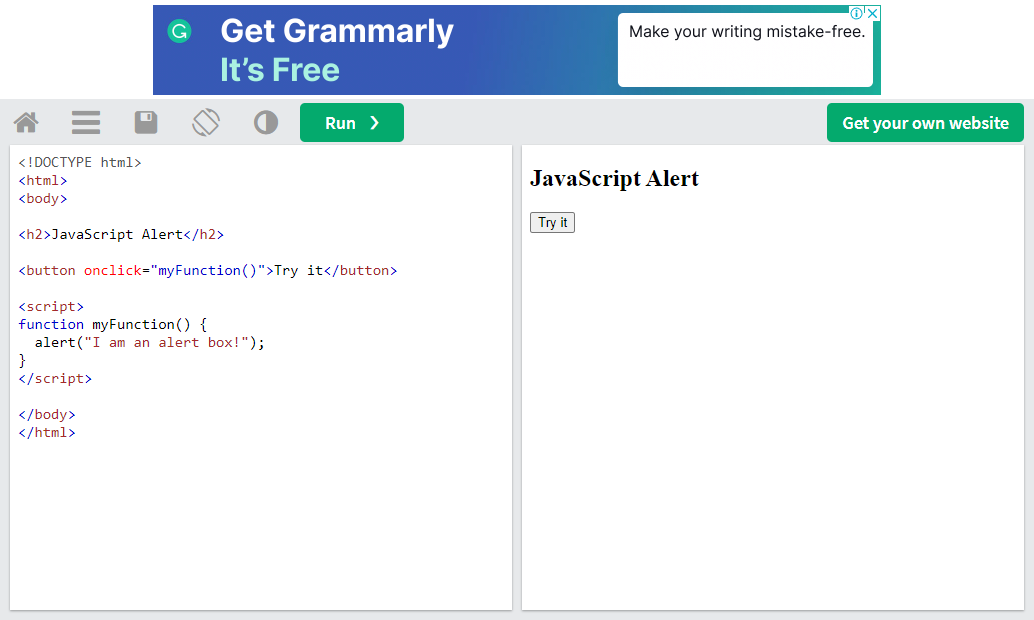 Get Grammarly
It’s Free
Make your writing mistake-free.
Run ❯
Get your own website
<!DOCTYPE html>
<html>
<body>
<h2>JavaScript Alert</h2>
<button onclick="myFunction()">Try it</button>
<script>
function myFunction() {
  alert("I am an alert box!");
}
</script>
</body>
</html>
JavaScript Alert
Try it